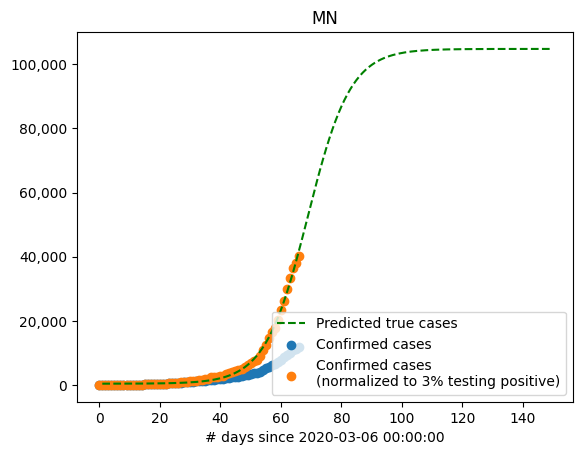 MN
100,000
80,000
60,000
40,000
20,000
0
Predicted true cases
Confirmed cases
Confirmed cases
(normalized to 3% testing positive)
0 20 40 60 80 100 120 140
# days since 2020-03-06 00:00:00